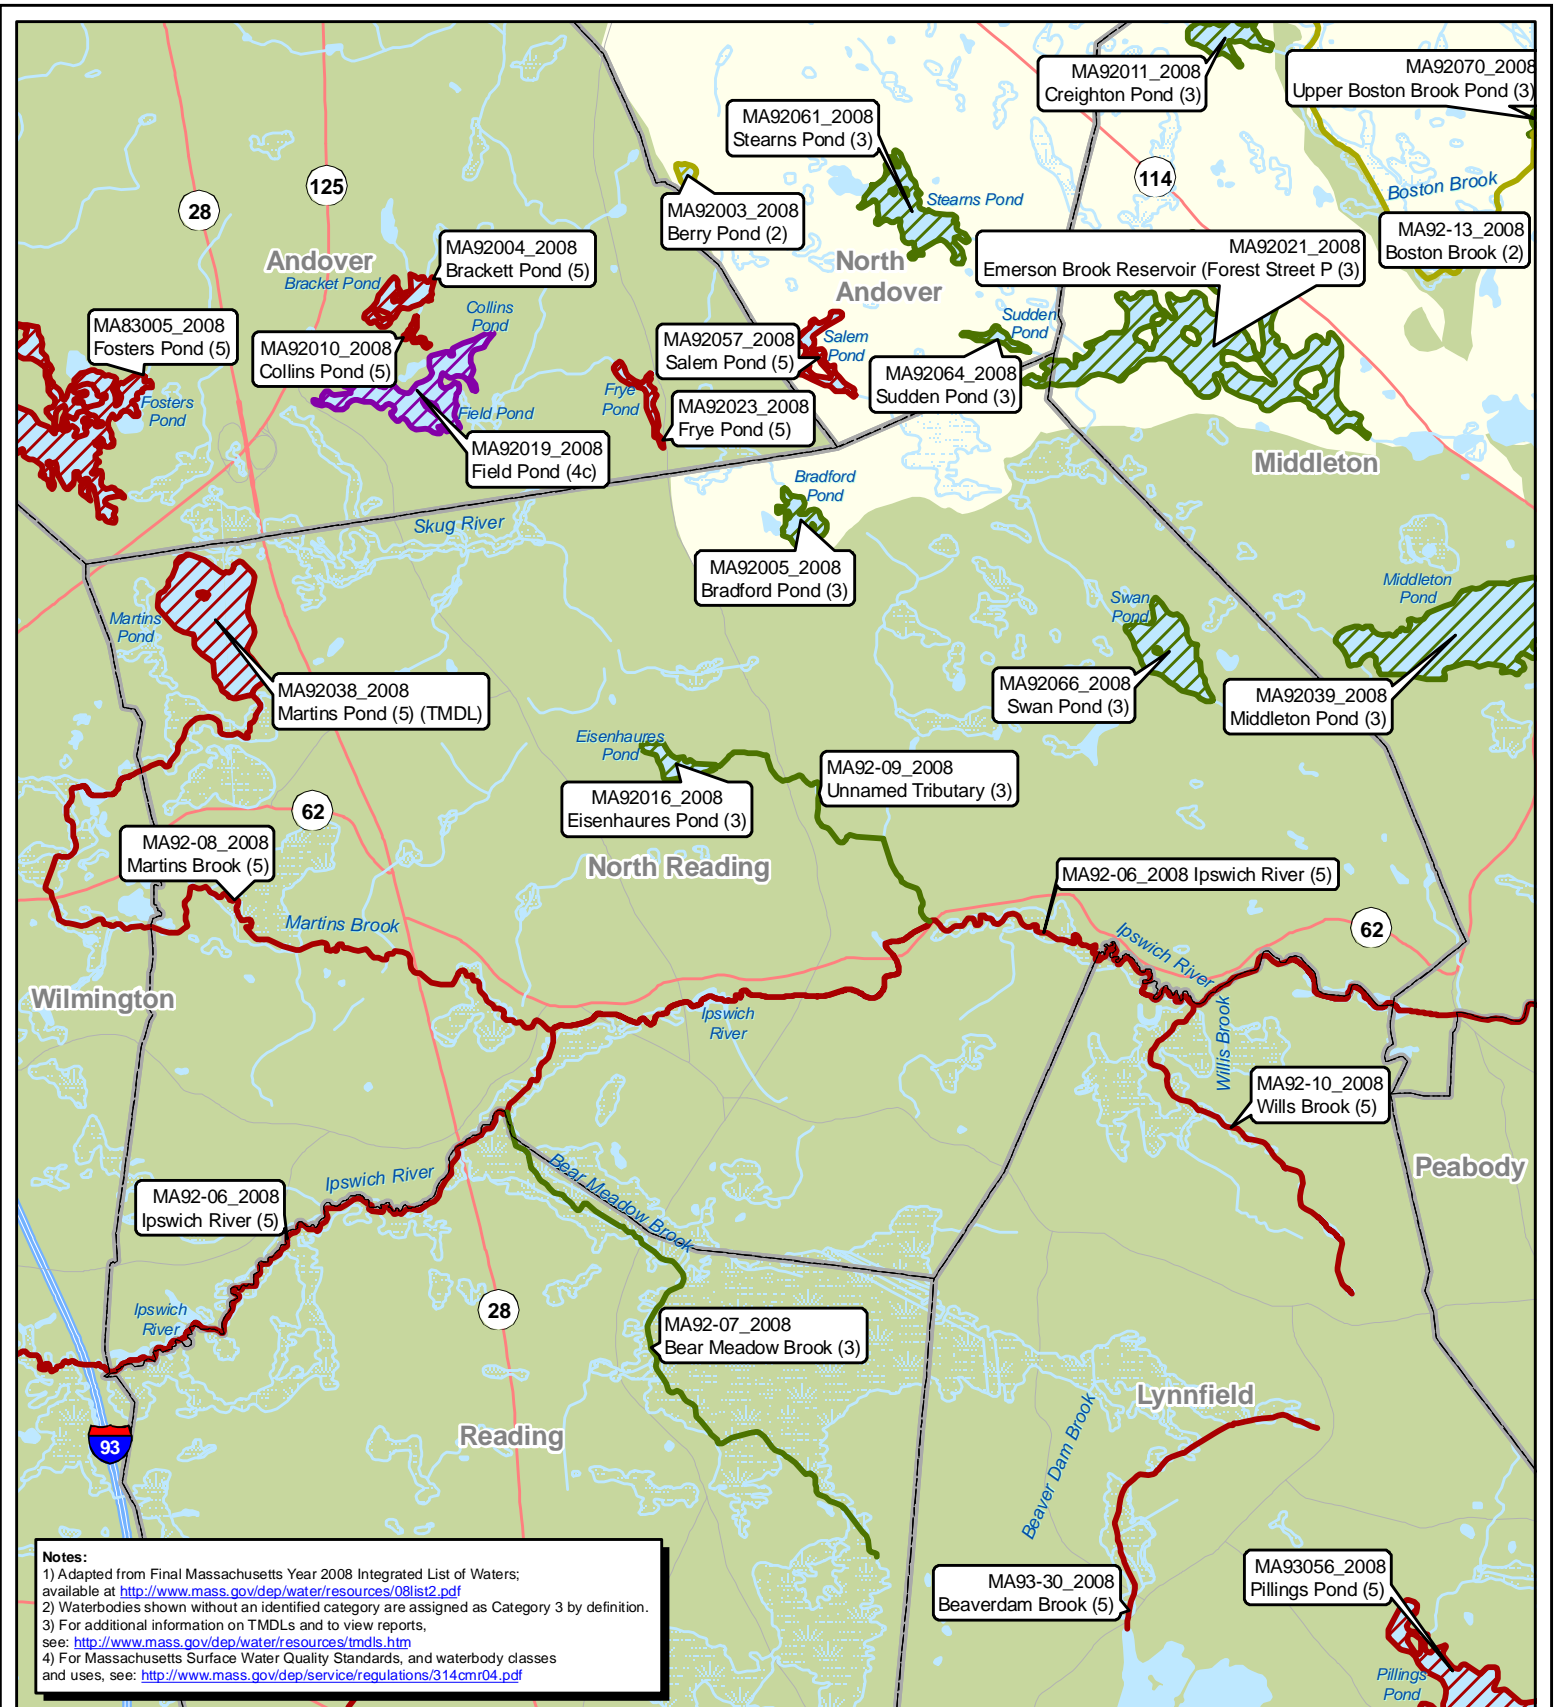 MA92011_2008
Creighton Pond (3)
MA92070_2008
Upper Boston Brook Pond (3)
MA92061_2008
Stearns Pond (3)
114
125
28
Boston Brook
Stearns Pond
MA92003_2008
Berry Pond (2)
MA92-13_2008
Boston Brook (2)
MA92004_2008
Brackett Pond (5)
Andover
Bracket Pond
North
Andover
MA92021_2008
Emerson Brook Reservoir (Forest Street P (3)
Collins
Pond
MA83005_2008
Fosters Pond (5)
MA92010_2008
Collins Pond (5)
MA92057_2008
Salem Pond (5)
Salem
Pond
Sudden
Pond
MA92064_2008
Sudden Pond (3)
Fosters
Pond
Field Pond
Frye
Pond
MA92023_2008
Frye Pond (5)
MA92019_2008
Field Pond (4c)
Middleton
Bradford
Pond
Skug River
MA92005_2008
Bradford Pond (3)
Martins
Pond
Swan
Pond
Middleton
Pond
MA92038_2008
Martins Pond (5) (TMDL)
MA92066_2008
Swan Pond (3)
MA92039_2008
Middleton Pond (3)
Eisenhaures
Pond
MA92-09_2008
Unnamed Tributary (3)
MA92016_2008
Eisenhaures Pond (3)
62
MA92-08_2008
Martins Brook (5)
North Reading
MA92-06_2008 Ipswich River (5)
Martins Brook
62
Ipswich River
Wilmington
Ipswich
River
Willis Brook
MA92-10_2008
Wills Brook (5)
Peabody
Ipswich River
Bear Meadow Brook
MA92-06_2008
Ipswich River (5)
Ipswich
River
28
MA92-07_2008
Bear Meadow Brook (3)
Lynnfield
Beaver Dam Brook
93
Reading
MA93-30_2008
Beaverdam Brook (5)
MA93056_2008
Pillings Pond (5)
Pillings
Pond
Notes:
1) Adapted from Final Massachusetts Year 2008 Integrated List of Waters;
available at http://www.mass.gov/dep/water/resources/08list2.pdf
2) Waterbodies shown without an identified category are assigned as Category 3 by definition.
3) For additional information on TMDLs and to view reports,
see: http://www.mass.gov/dep/water/resources/tmdls.htm
4) For Massachusetts Surface Water Quality Standards, and waterbody classes
and uses, see: http://www.mass.gov/dep/service/regulations/314cmr04.pdf